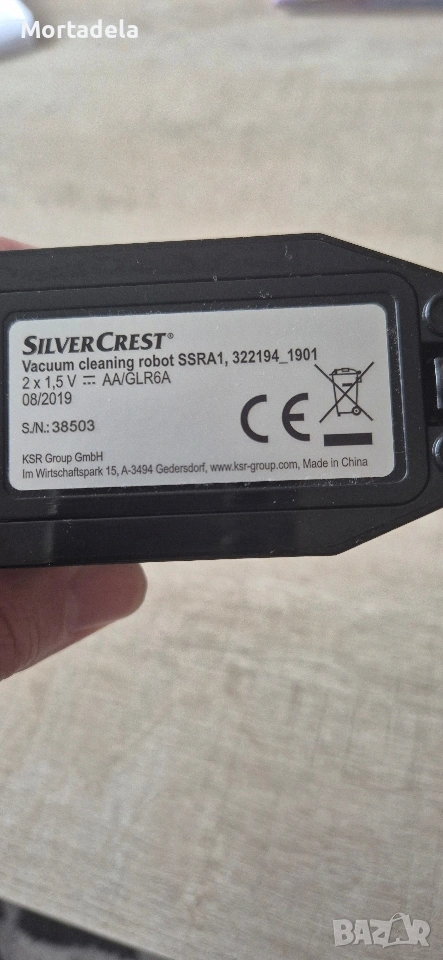 Mortadela
SILVERCREST®
Vacuum cleaning robot SSRA1, 322194_1901
2 x 1,5 V ⎓ AA/GLR6A
08/2019
S./N.: 38503
CE
KSR Group GmbH
Im Wirtschaftspark 15, A-3494 Gedersdorf, www.ksr-group.com, Made in China
BAZAR